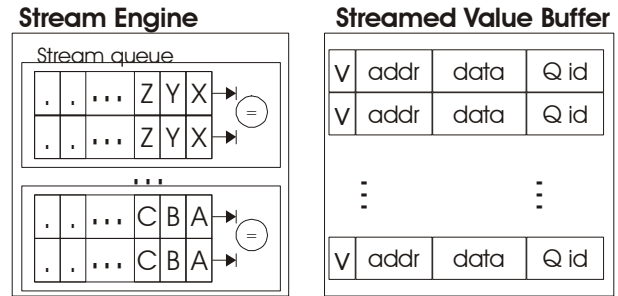 Stream Engine
Stream queue
. . ... Z Y X
=
. . ... Z Y X
...
. . ... C B A
=
. . ... C B A
Streamed Value Buffer
V addr data Q id
V addr data Q id
⋮ ⋮
V addr data Q id